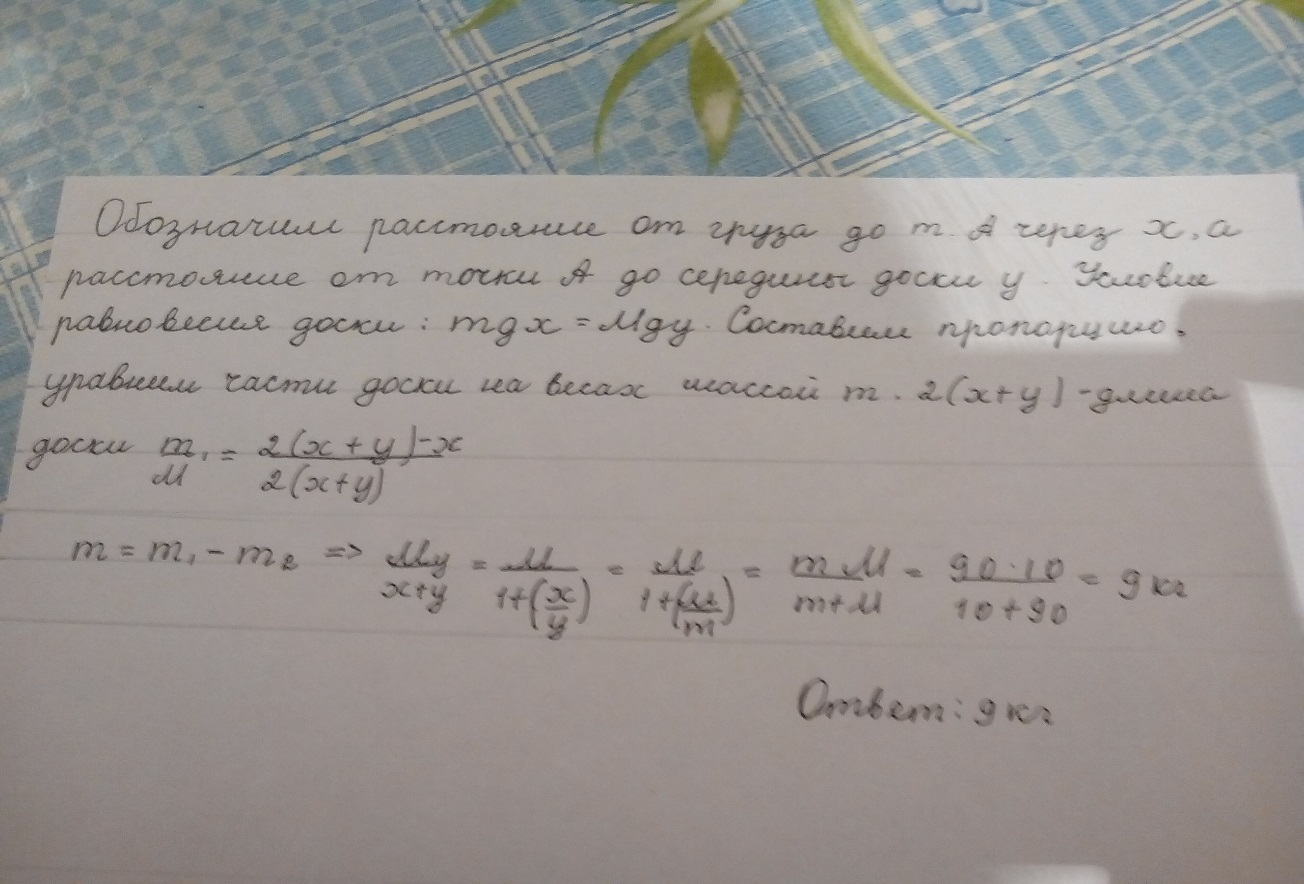 Обозначим расстояние от груза до т. А через x, а
расстояние от точки А до середины доски y. Условие
равновесия доски: mgx = Mgy. Составим пропорцию,
уравним части доски на весах массой m. 2(x+y) - длина
доски m₁/M = (2(x+y)-x)/(2(x+y))
m = m₁ - m₂ => My/(x+y) = M/(1+(x/y)) = M/(1+(M/m)) = mM/(m+M) = 90·10/(10+90) = 9 кг
Ответ: 9 кг